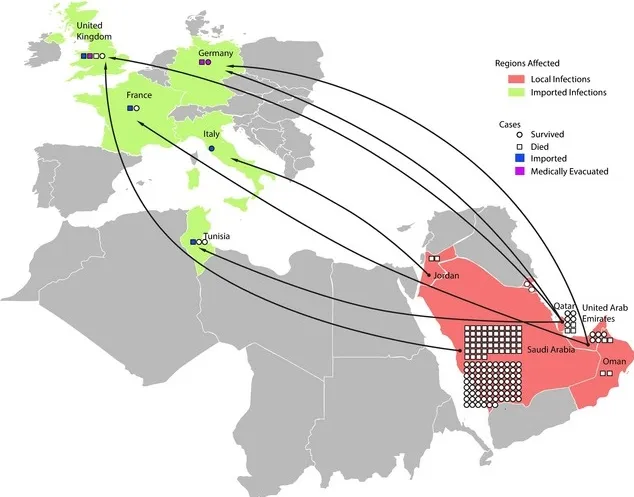 United
Kingdom
Germany
France
Italy
Tunisia
Regions Affected
Local Infections
Imported Infections
Cases
Survived
Died
Imported
Medically Evacuated
Jordan
Qatar
United Arab
Emirates
Saudi Arabia
Oman